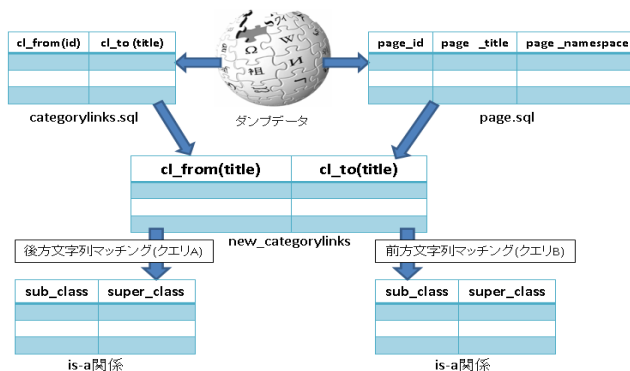 cl_from(id) cl_to (title)
page_id page _title page _namespace
categorylinks.sql
ダンプデータ
page.sql
cl_from(title) cl_to(title)
new_categorylinks
後方文字列マッチング(クエリA)
前方文字列マッチング(クエリB)
sub_class super_class
sub_class super_class
is-a関係
is-a関係